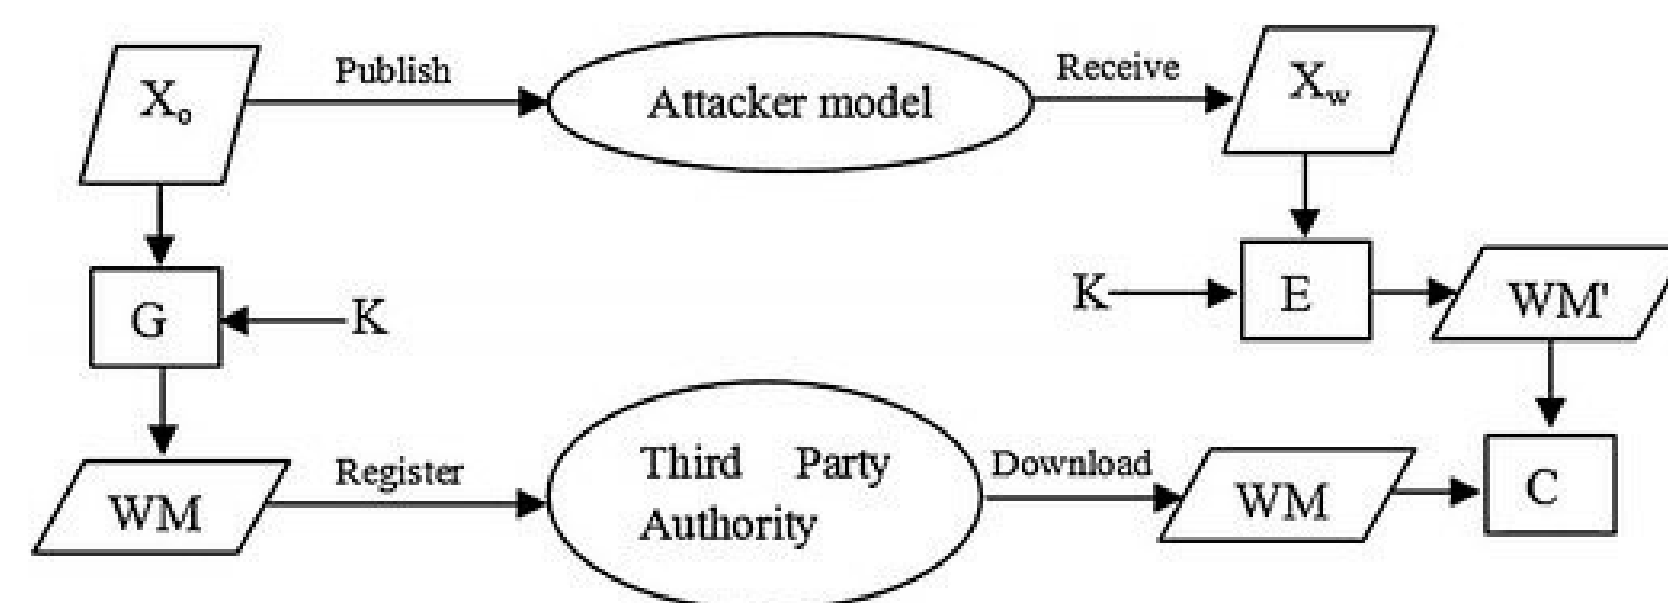 Xo
Publish
Attacker model
Receive
Xw
G
K
K
E
WM'
WM
Register
Third Party
Authority
Download
WM
C